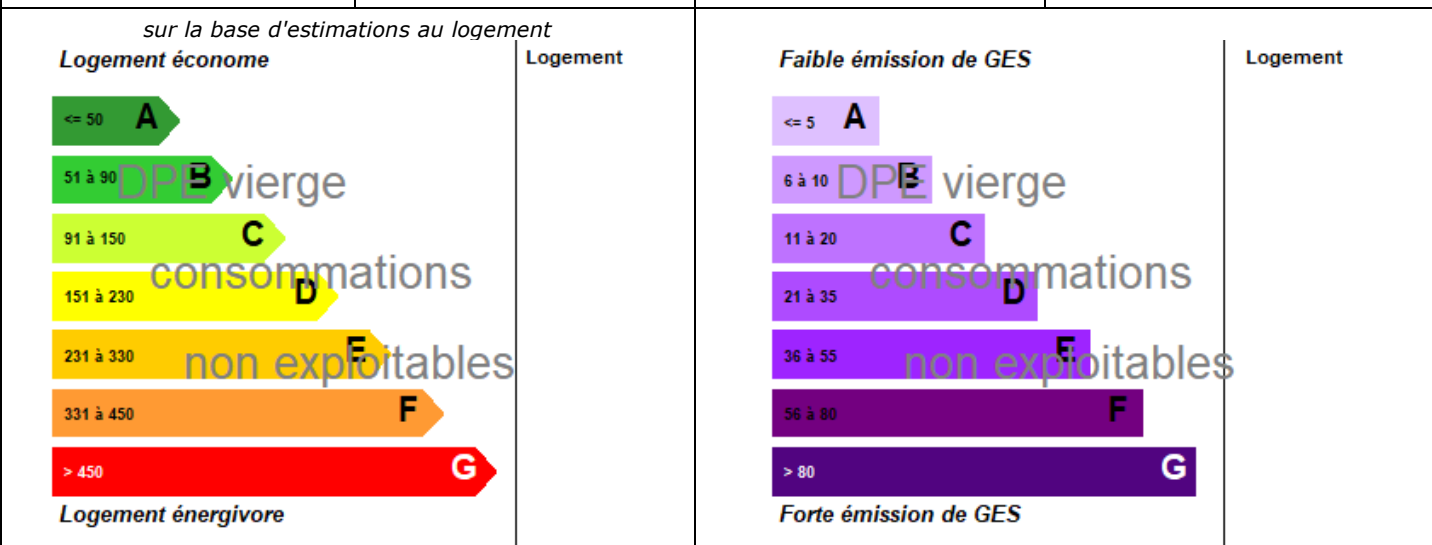 sur la base d'estimations au logement
Logement économe
Logement
<= 50 A
51 à 90 B
DPE vierge
91 à 150 C
consommations
151 à 230 D
231 à 330 E
non exploitables
331 à 450 F
> 450 G
Logement énergivore
Faible émission de GES
Logement
<= 5 A
6 à 10 B
DPE vierge
11 à 20 C
consommations
21 à 35 D
36 à 55 E
non exploitables
56 à 80 F
> 80 G
Forte émission de GES